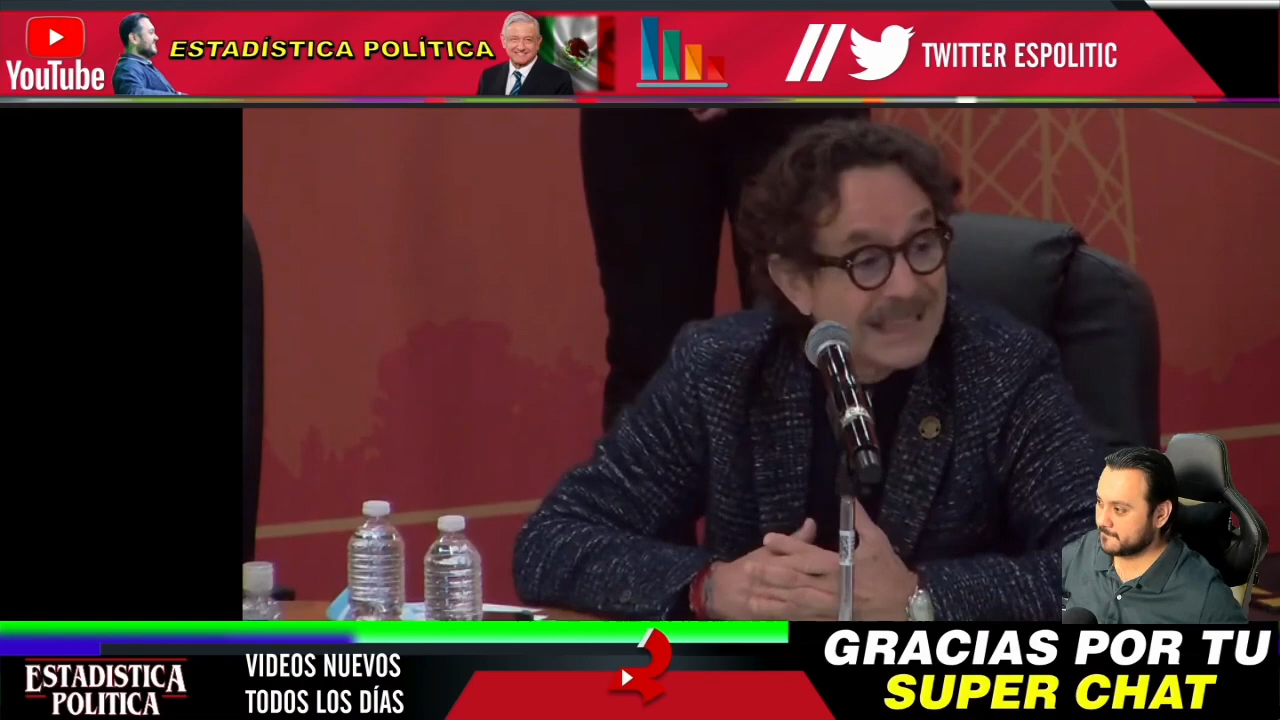 YouTube
ESTADÍSTICA POLÍTICA
TWITTER ESPOLITIC
ESTADISTICA
POLITICA
VIDEOS NUEVOS
TODOS LOS DÍAS
GRACIAS POR TU
SUPER CHAT